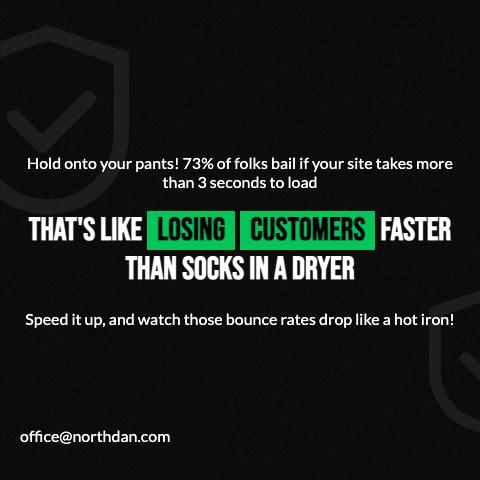 Hold onto your pants! 73% of folks bail if your site takes more
than 3 seconds to load
THAT'S LIKE LOSING CUSTOMERS FASTER
THAN SOCKS IN A DRYER
Speed it up, and watch those bounce rates drop like a hot iron!
office@northdan.com